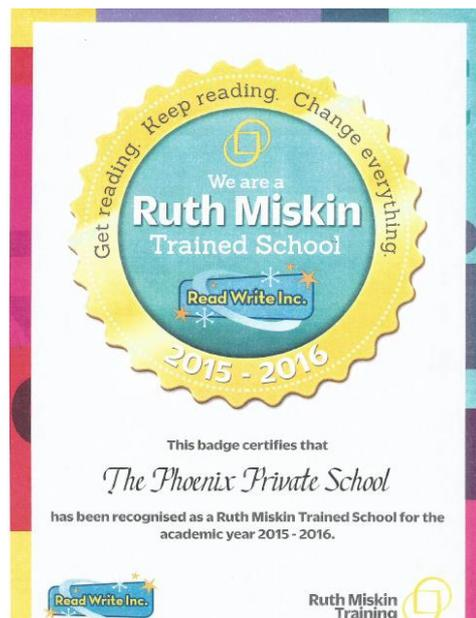 Get reading. Keep reading. Change everything.
We are a
Ruth Miskin
Trained School
Read Write Inc.
2015 - 2016
This badge certifies that
The Phoenix Private School
has been recognised as a Ruth Miskin Trained School for the
academic year 2015 - 2016.
Read Write Inc.
Ruth Miskin
Training